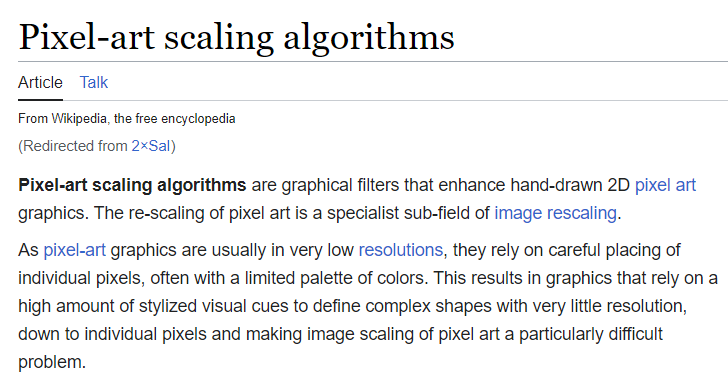 Pixel-art scaling algorithms
Article Talk
From Wikipedia, the free encyclopedia
(Redirected from 2×SaI)
Pixel-art scaling algorithms are graphical filters that enhance hand-drawn 2D pixel art
graphics. The re-scaling of pixel art is a specialist sub-field of image rescaling.
As pixel-art graphics are usually in very low resolutions, they rely on careful placing of
individual pixels, often with a limited palette of colors. This results in graphics that rely on a
high amount of stylized visual cues to define complex shapes with very little resolution,
down to individual pixels and making image scaling of pixel art a particularly difficult
problem.